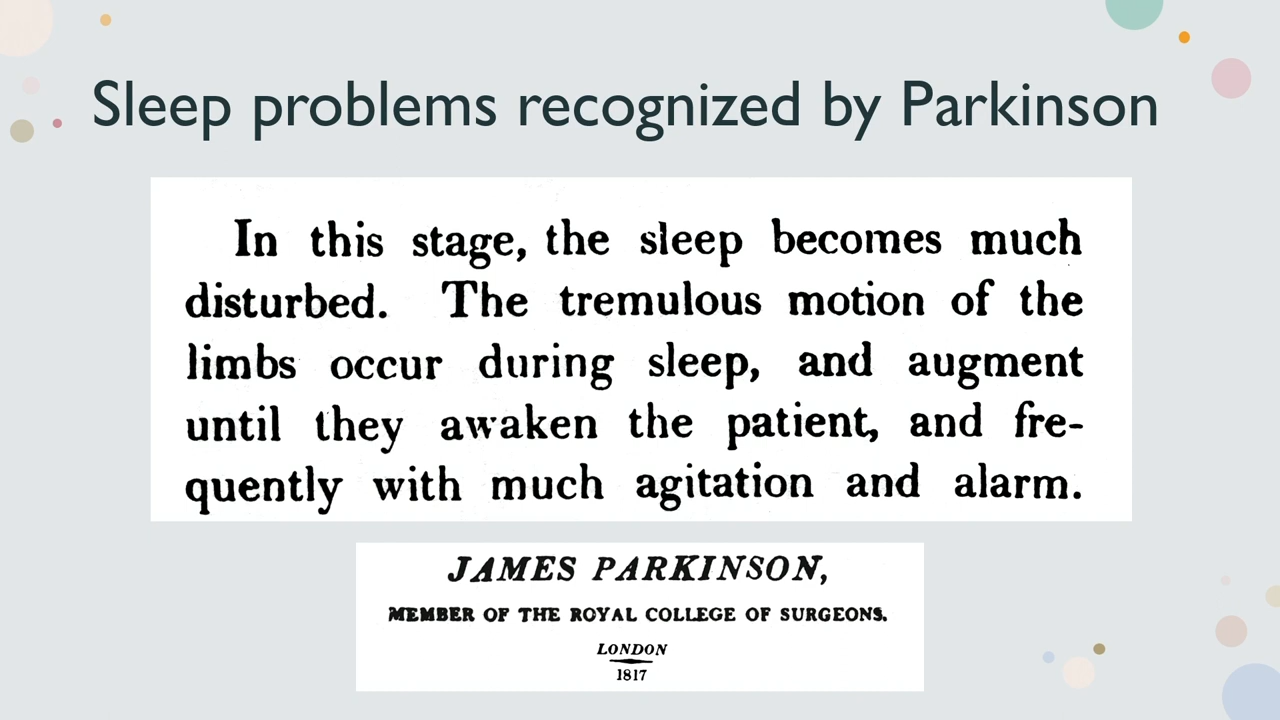 Sleep problems recognized by Parkinson
In this stage, the sleep becomes much
disturbed. The tremulous motion of the
limbs occur during sleep, and augment
until they awaken the patient, and fre-
quently with much agitation and alarm.
JAMES PARKINSON,
MEMBER OF THE ROYAL COLLEGE OF SURGEONS.
LONDON
1817